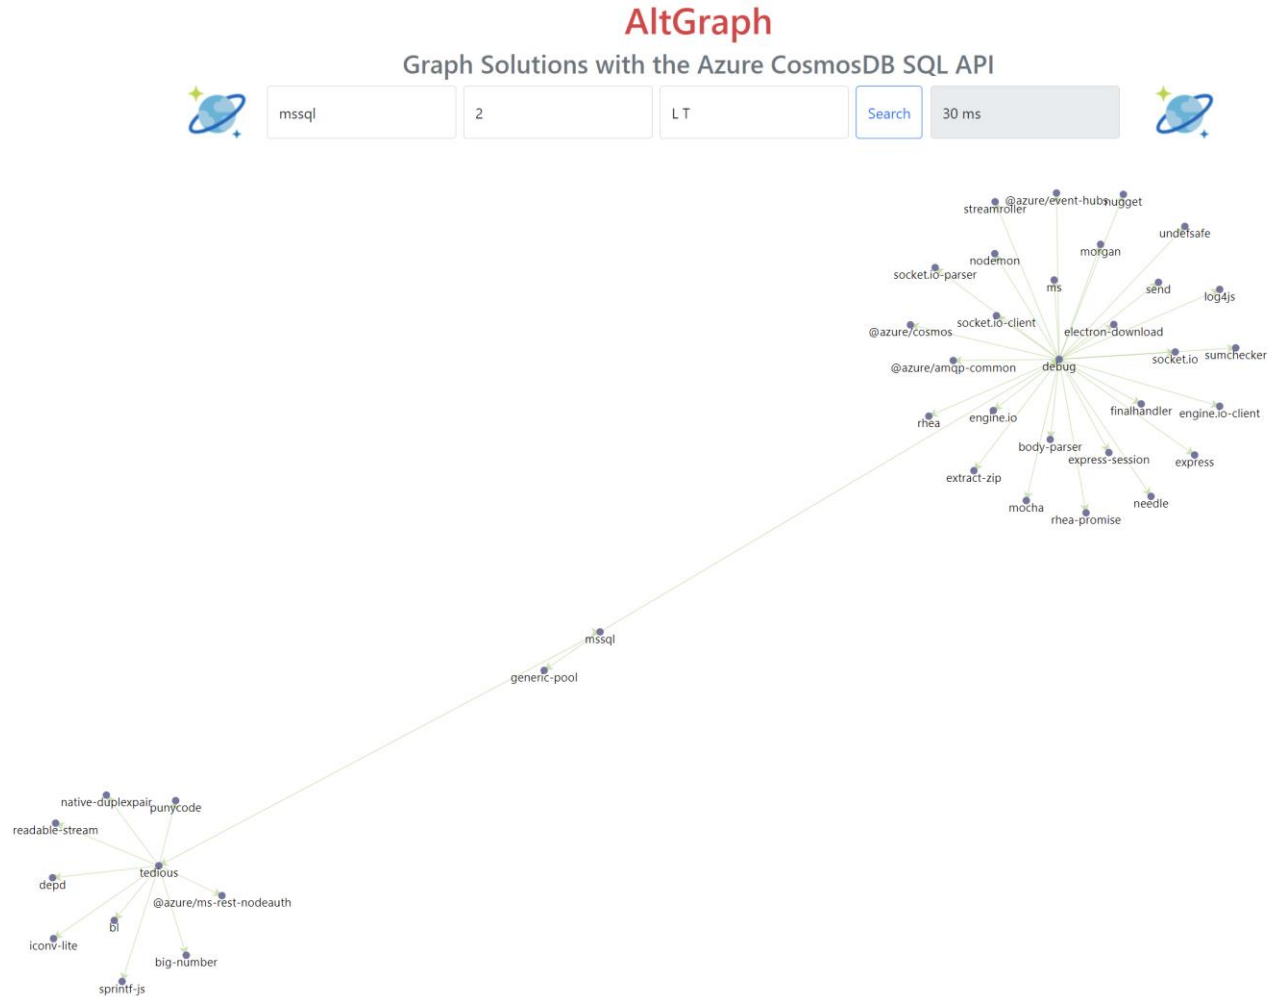 AltGraph
Graph Solutions with the Azure CosmosDB SQL API
mssql
2
L T
Search
30 ms
@azure/event-hubs
nugget
streamroller
undefsafe
morgan
nodemon
socket.io-parser
ms
send
log4js
socket.io-client
@azure/cosmos
electron-download
socket.io
sumchecker
@azure/amqp-common
debug
finalhandler
engine.io-client
rhea
engine.io
body-parser
express-session
express
extract-zip
needle
mocha
rhea-promise
mssql
generic-pool
native-duplexpair
punycode
readable-stream
tedious
depd
@azure/ms-rest-nodeauth
bl
iconv-lite
big-number
sprintf-js